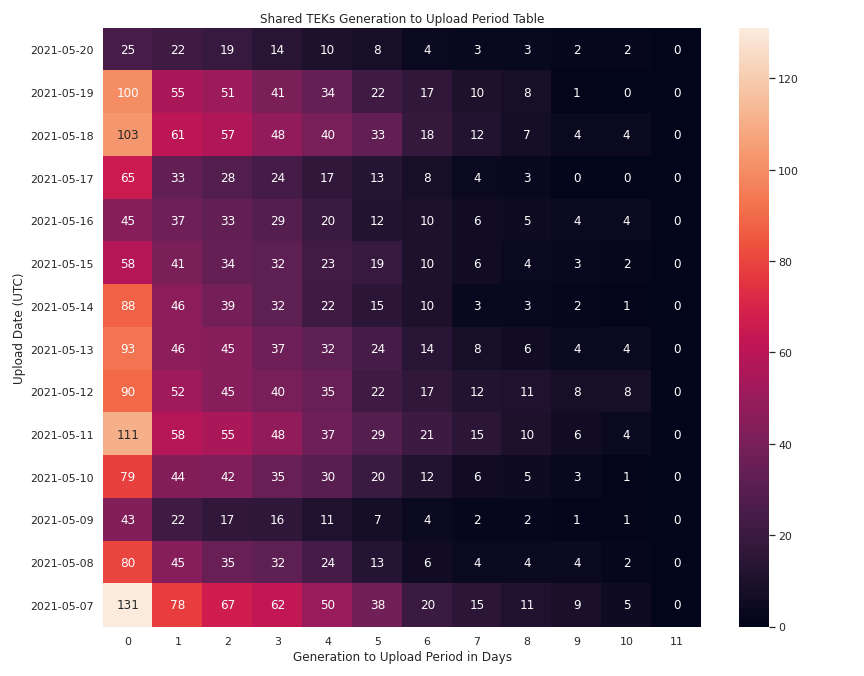 Shared TEKs Generation to Upload Period Table
Upload Date (UTC)
2021-05-20 25 22 19 14 10 8 4 3 3 2 2 0
2021-05-19 100 55 51 41 34 22 17 10 8 1 0 0
2021-05-18 103 61 57 48 40 33 18 12 7 4 4 0
2021-05-17 65 33 28 24 17 13 8 4 3 0 0 0
2021-05-16 45 37 33 29 20 12 10 6 5 4 4 0
2021-05-15 58 41 34 32 23 19 10 6 4 3 2 0
2021-05-14 88 46 39 32 22 15 10 3 3 2 1 0
2021-05-13 93 46 45 37 32 24 14 8 6 4 4 0
2021-05-12 90 52 45 40 35 22 17 12 11 8 8 0
2021-05-11 111 58 55 48 37 29 21 15 10 6 4 0
2021-05-10 79 44 42 35 30 20 12 6 5 3 1 0
2021-05-09 43 22 17 16 11 7 4 2 2 1 1 0
2021-05-08 80 45 35 32 24 13 6 4 4 4 2 0
2021-05-07 131 78 67 62 50 38 20 15 11 9 5 0
0 1 2 3 4 5 6 7 8 9 10 11
Generation to Upload Period in Days
120
100
80
60
40
20
0